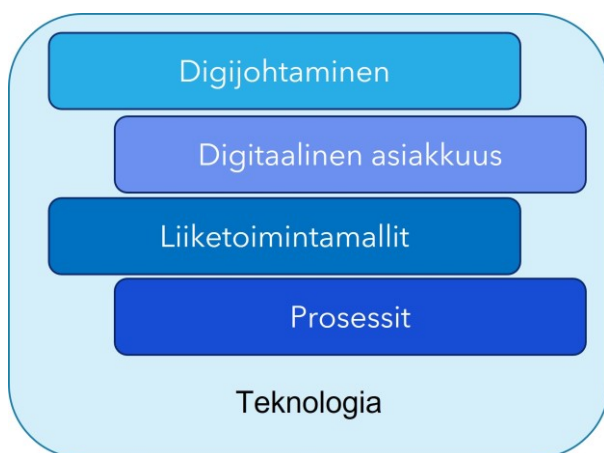 Digijohtaminen
Digitaalinen asiakkuus
Liiketoimintamallit
Prosessit
Teknologia